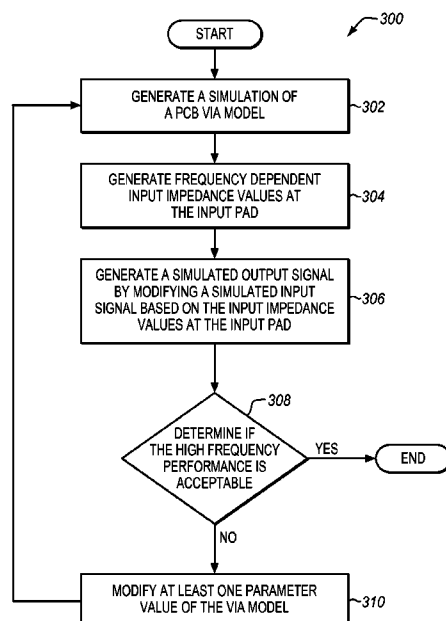 300
START
GENERATE A SIMULATION OF
A PCB VIA MODEL
302
GENERATE FREQUENCY DEPENDENT
INPUT IMPEDANCE VALUES AT
THE INPUT PAD
304
GENERATE A SIMULATED OUTPUT SIGNAL
BY MODIFYING A SIMULATED INPUT
SIGNAL BASED ON THE INPUT IMPEDANCE
VALUES AT THE INPUT PAD
306
308
DETERMINE IF
THE HIGH FREQUENCY
PERFORMANCE IS
ACCEPTABLE
YES
END
NO
MODIFY AT LEAST ONE PARAMETER
VALUE OF THE VIA MODEL
310